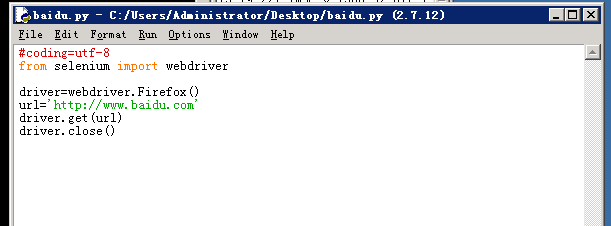 baidu.py - C:/Users/Administrator/Desktop/baidu.py (2.7.12)
File Edit Format Run Options Window Help
#coding=utf-8
from selenium import webdriver
driver=webdriver.Firefox()
url='http://www.baidu.com'
driver.get(url)
driver.close()